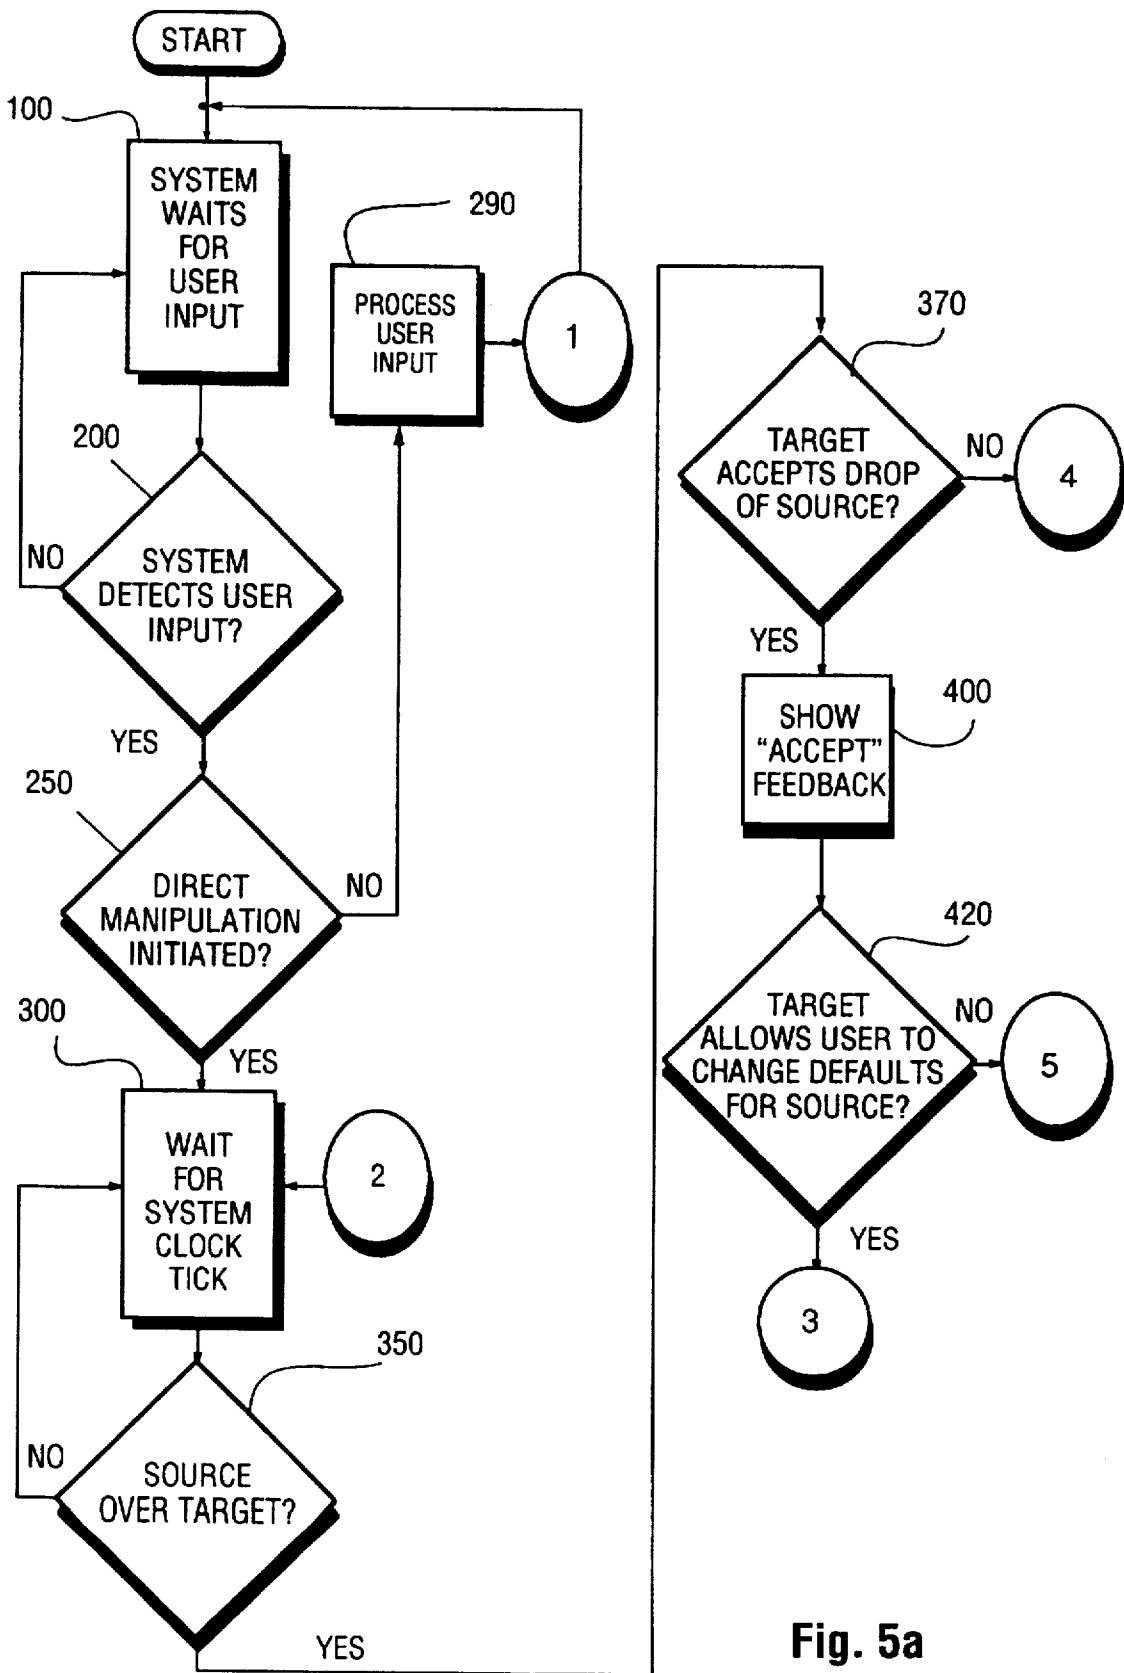 START
100
SYSTEM
WAITS
FOR
USER
INPUT
290
PROCESS
USER
INPUT
1
200
NO
SYSTEM
DETECTS USER
INPUT?
YES
250
DIRECT
MANIPULATION
INITIATED?
NO
YES
300
WAIT
FOR
SYSTEM
CLOCK
TICK
2
350
NO
SOURCE
OVER TARGET?
YES
370
TARGET
ACCEPTS DROP
OF SOURCE?
NO
4
YES
400
SHOW
“ACCEPT”
FEEDBACK
420
TARGET
ALLOWS USER TO
CHANGE DEFAULTS
FOR SOURCE?
NO
5
YES
3
Fig. 5a